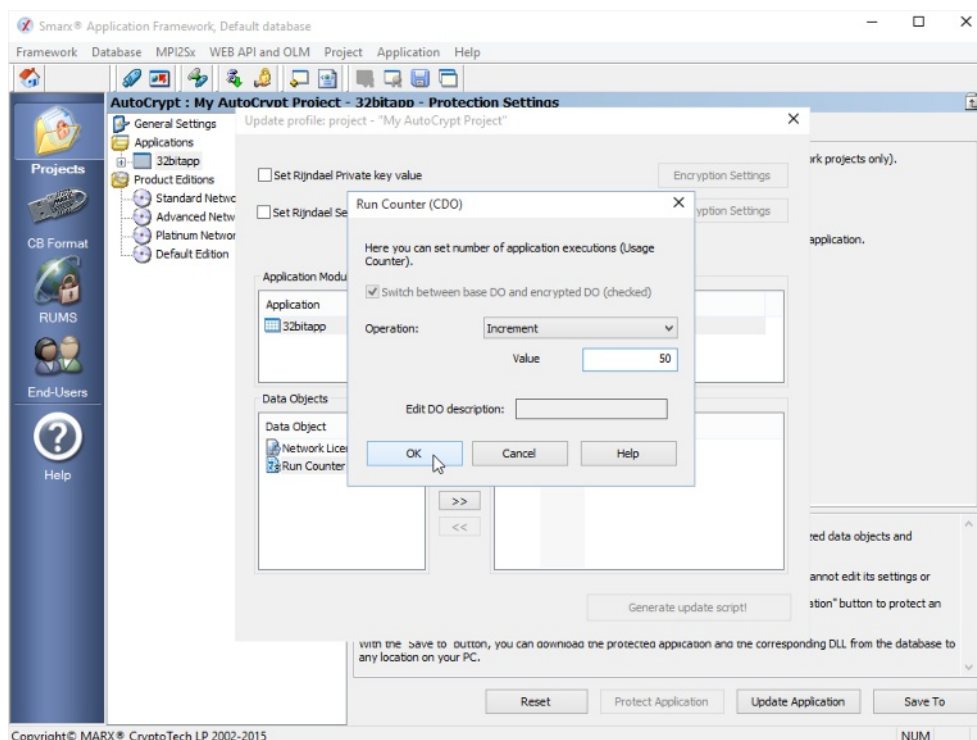 Smarx® Application Framework, Default database
Framework Database MPI2Sx WEB API and OLM Project Application Help
AutoCrypt : My AutoCrypt Project - 32bitapp - Protection Settings
Projects
CB Format
RUMS
End-Users
Help
General Settings
Applications
32bitapp
Product Editions
Standard Netwo
Advanced Netw
Platinum Networ
Default Edition
Update profile: project - "My AutoCrypt Project"
Set Rijndael Private key value
Encryption Settings
Set Rijndael Se
yption Settings
Application Modu
Application
32bitapp
Data Objects
Data Object
Network Lice
Run Counter
>>
<<
Generate update script!
Run Counter (CDO)
Here you can set number of application executions (Usage
Counter).
Switch between base DO and encrypted DO (checked)
Operation:
Increment
Value
50
Edit DO description:
OK
Cancel
Help
rk projects only).
application.
zed data objects and
annot edit its settings or
ation" button to protect an
With the Save to button, you can download the protected application and the corresponding DLL from the database to
any location on your PC.
Reset
Protect Application
Update Application
Save To
Copyright© MARX® CryptoTech LP 2002-2015
NUM